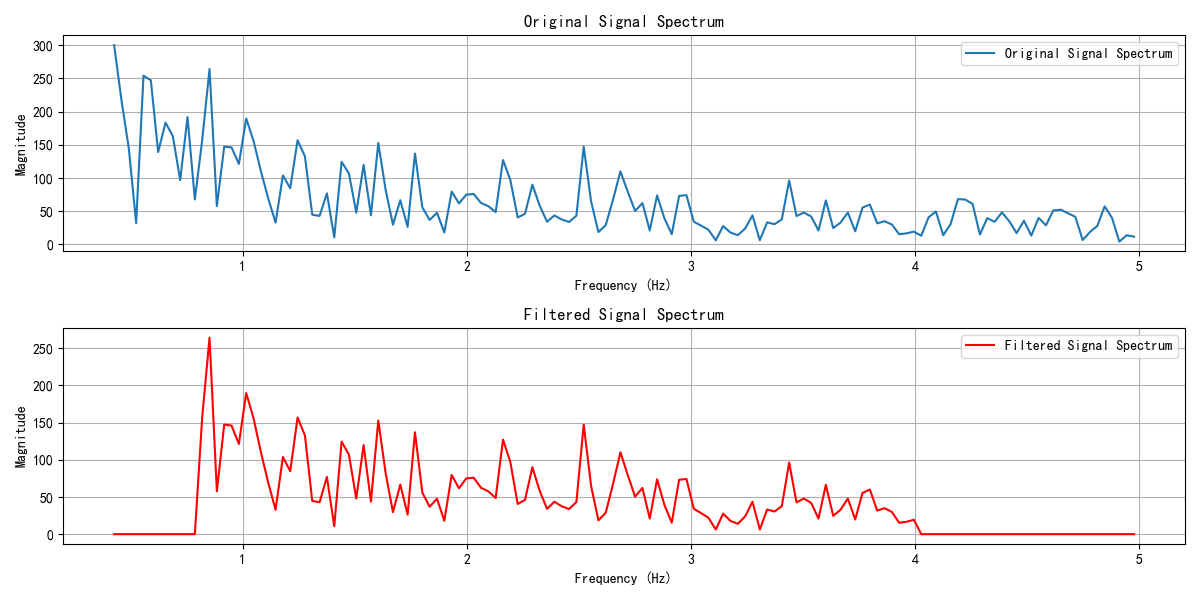 Original Signal Spectrum
300
250
200
150
100
50
0
Magnitude
Original Signal Spectrum
1
2
3
4
5
Frequency (Hz)
Filtered Signal Spectrum
250
200
150
100
50
0
Magnitude
Filtered Signal Spectrum
1
2
3
4
5
Frequency (Hz)